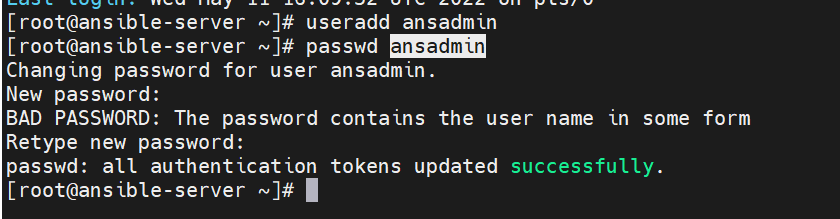 Last login: Wed May 11 16:09:52 UTC 2022 on pts/0
[root@ansible-server ~]# useradd ansadmin
[root@ansible-server ~]# passwd ansadmin
Changing password for user ansadmin.
New password:
BAD PASSWORD: The password contains the user name in some form
Retype new password:
passwd: all authentication tokens updated successfully.
[root@ansible-server ~]#